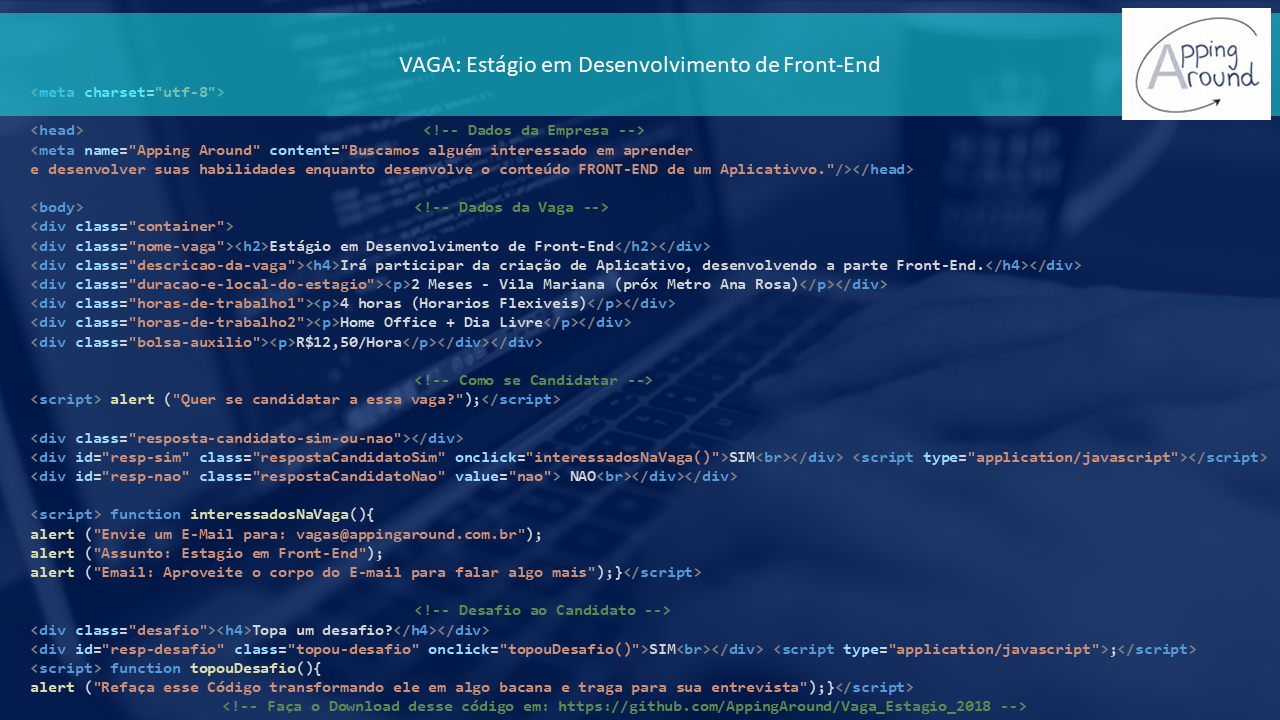 VAGA: Estágio em Desenvolvimento de Front-End
Apping
Around
<meta charset="utf-8">
<head> <!-- Dados da Empresa -->
<meta name="Apping Around" content="Buscamos alguém interessado em aprender
e desenvolver suas habilidades enquanto desenvolve o conteúdo FRONT-END de um Aplicativvo."/></head>
<body> <!-- Dados da Vaga -->
<div class="container">
<div class="nome-vaga"><h2>Estágio em Desenvolvimento de Front-End</h2></div>
<div class="descricao-da-vaga"><h4>Irá participar da criação de Aplicativo, desenvolvendo a parte Front-End.</h4></div>
<div class="duracao-e-local-do-estagio"><p>2 Meses - Vila Mariana (próx Metro Ana Rosa)</p></div>
<div class="horas-de-trabalho1"><p>4 horas (Horarios Flexiveis)</p></div>
<div class="horas-de-trabalho2"><p>Home Office + Dia Livre</p></div>
<div class="bolsa-auxilio"><p>R$12,50/Hora</p></div></div>
<!-- Como se Candidatar -->
<script> alert ("Quer se candidatar a essa vaga?");</script>
<div class="resposta-candidato-sim-ou-nao"></div>
<div id="resp-sim" class="respostaCandidatoSim" onclick="interessadosNaVaga()">SIM<br></div> <script type="application/javascript"></script>
<div id="resp-nao" class="respostaCandidatoNao" value="nao"> NAO<br></div></div>
<script> function interessadosNaVaga(){
alert ("Envie um E-Mail para: vagas@appingaround.com.br");
alert ("Assunto: Estagio em Front-End");
alert ("Email: Aproveite o corpo do E-mail para falar algo mais");}</script>
<!-- Desafio ao Candidato -->
<div class="desafio"><h4>Topa um desafio?</h4></div>
<div id="resp-desafio" class="topou-desafio" onclick="topouDesafio()">SIM<br></div> <script type="application/javascript">;</script>
<script> function topouDesafio(){
alert ("Refaça esse Código transformando ele em algo bacana e traga para sua entrevista");}</script>
<!-- Faça o Download desse código em: https://github.com/AppingAround/Vaga_Estagio_2018 -->